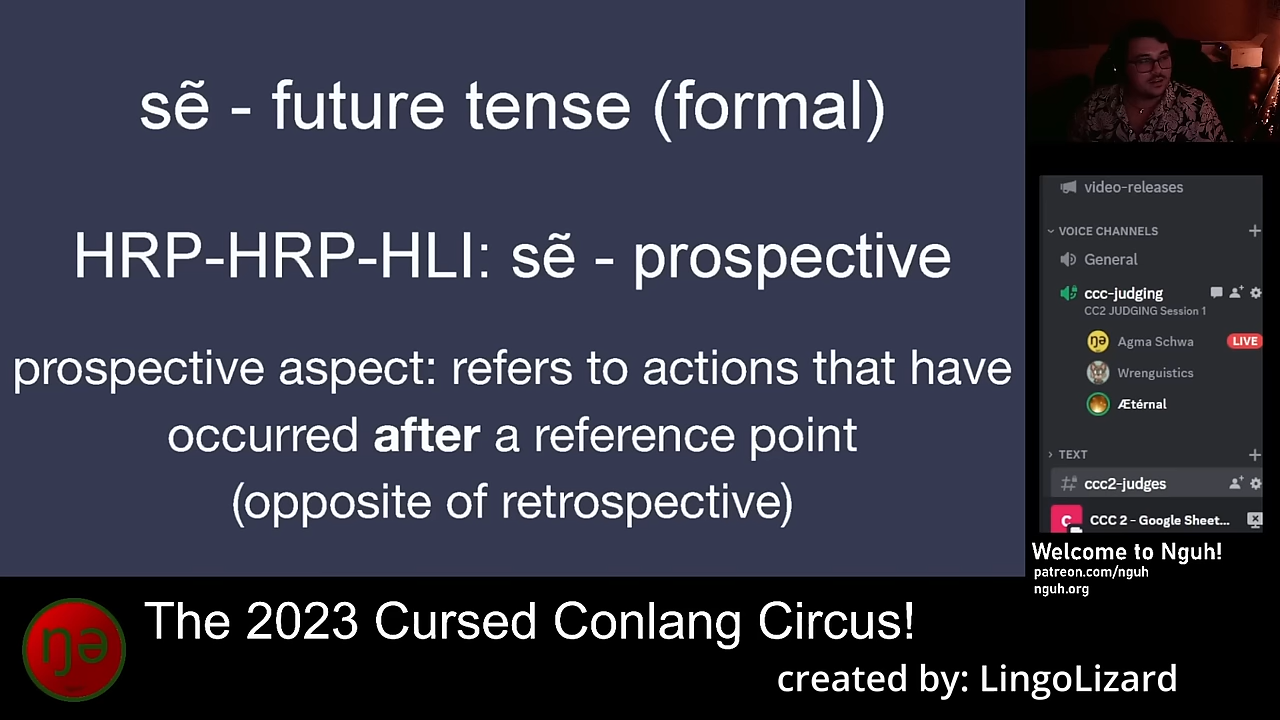 sẽ - future tense (formal)
HRP-HRP-HLI: sẽ - prospective
prospective aspect: refers to actions that have
occurred after a reference point
(opposite of retrospective)
video-releases
VOICE CHANNELS
General
ccc-judging
CC2 JUDGING Session 1
ŋə Agma Schwa LIVE
Wrenguistics
Ætérnal
TEXT
ccc2-judges
C CCC 2 - Google Sheet...
Welcome to Nguh!
patreon.com/nguh
nguh.org
ŋə
The 2023 Cursed Conlang Circus!
created by: LingoLizard